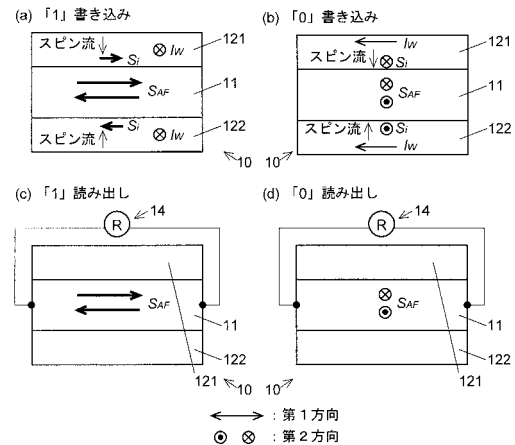 (a) 「1」書き込み
(b) 「0」書き込み
スピン流
Si
IW
121
SAF
11
スピン流
Si
IW
122
10
IW
121
スピン流
Si
SAF
11
スピン流
Si
IW
122
10
(c) 「1」読み出し
(d) 「0」読み出し
R
14
R
14
SAF
11
122
121
10
SAF
11
122
121
10
：第1方向
：第2方向